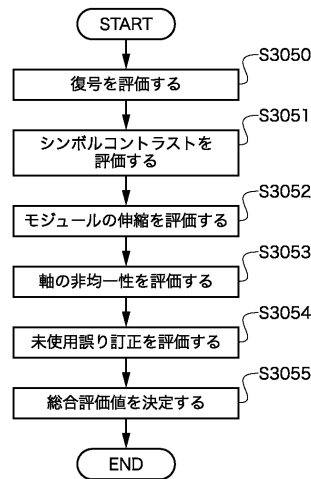 START
S3050
復号を評価する
S3051
シンボルコントラストを
評価する
S3052
モジュールの伸縮を評価する
S3053
軸の非均一性を評価する
S3054
未使用誤り訂正を評価する
S3055
総合評価値を決定する
END